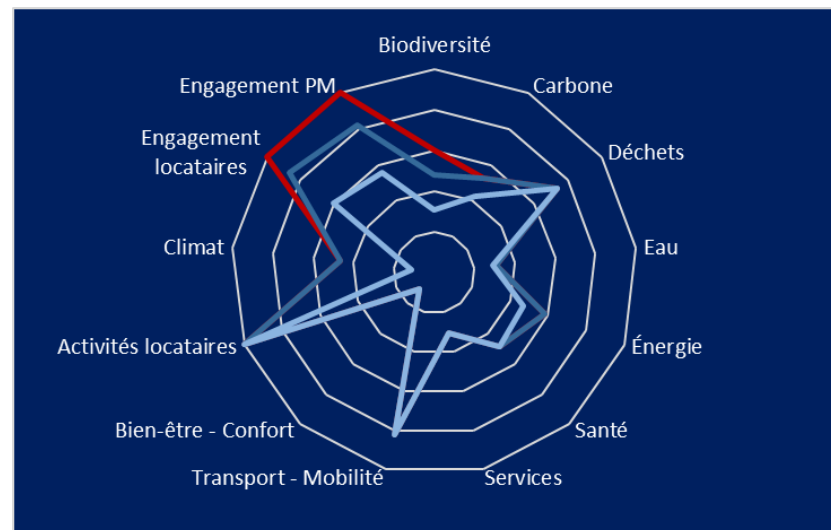 Biodiversité
Engagement PM
Carbone
Engagement
locataires
Déchets
Climat
Eau
Activités locataires
Énergie
Bien-être - Confort
Santé
Transport - Mobilité
Services